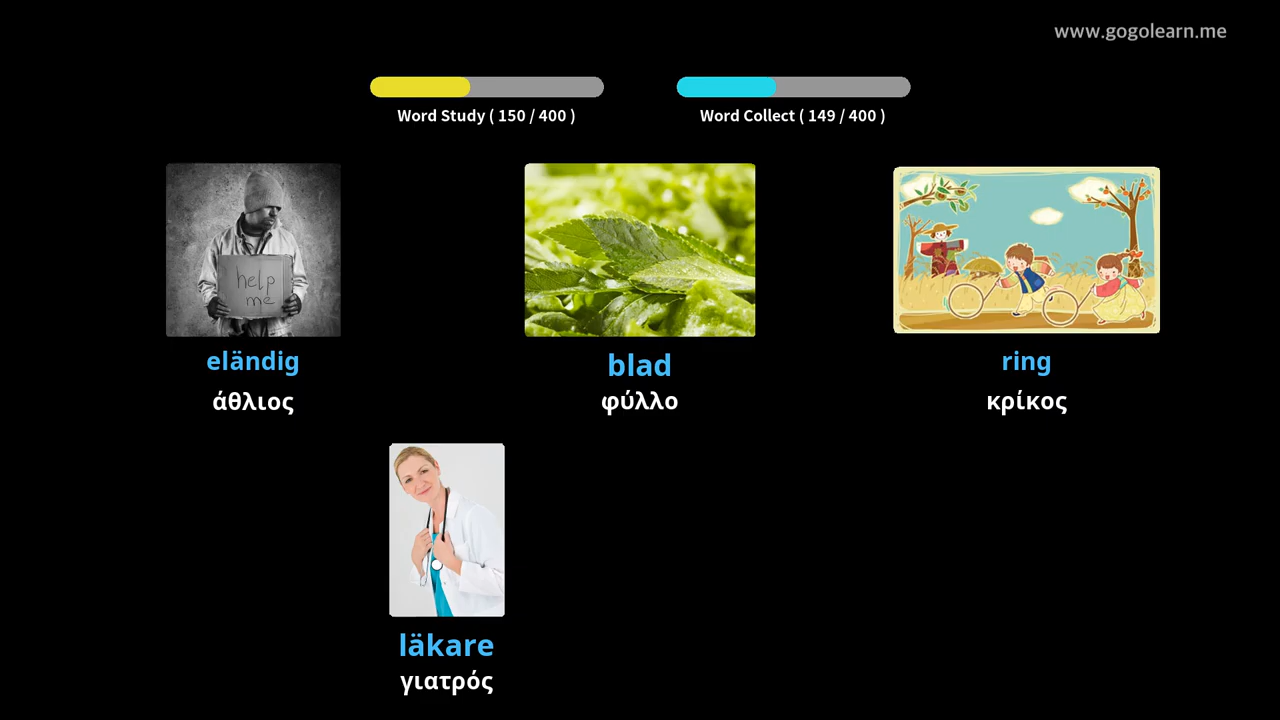 www.gogolearn.me
Word Study ( 150 / 400 )
Word Collect ( 149 / 400 )
help
me
eländig
άθλιος
blad
φύλλο
ring
κρίκος
läkare
γιατρός